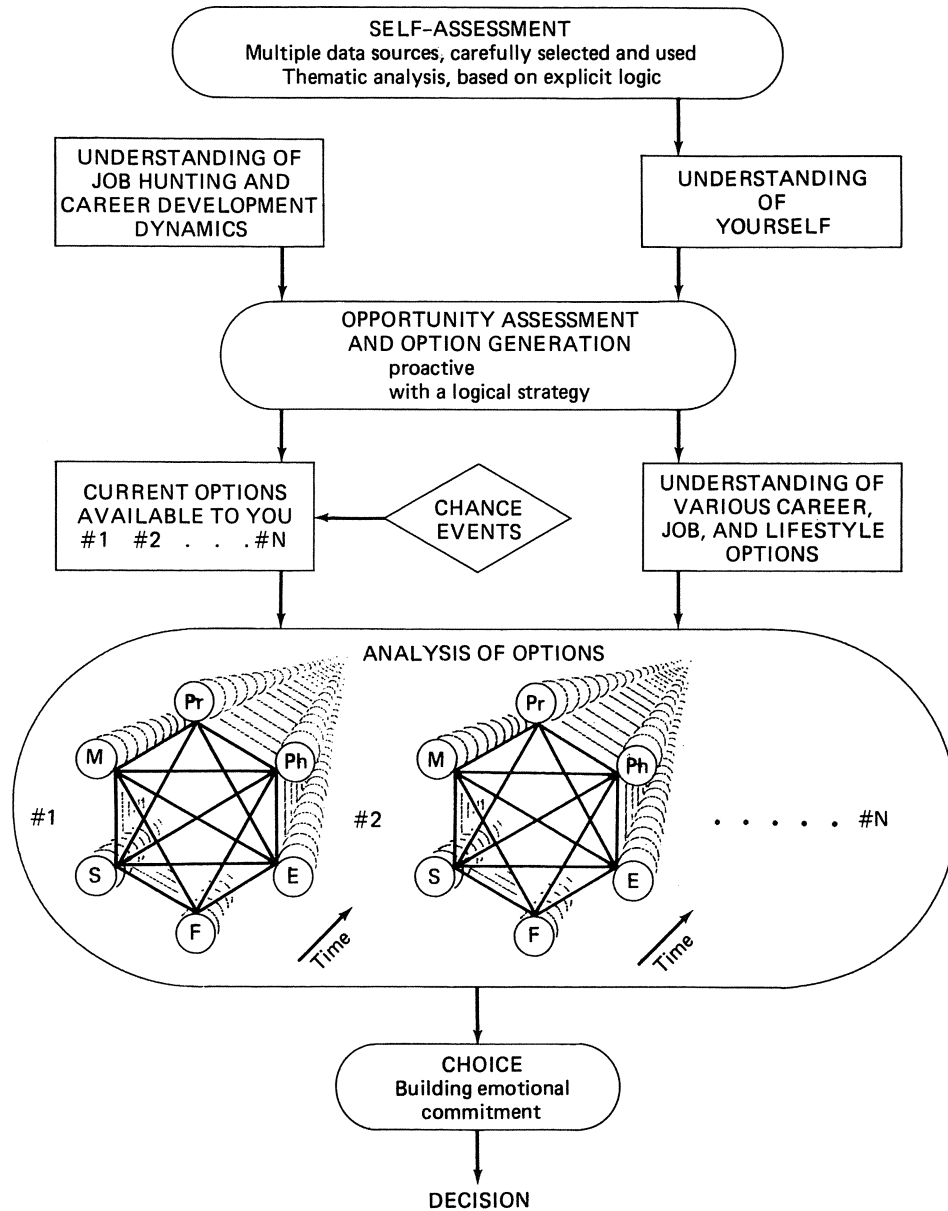 SELF-ASSESSMENT
Multiple data sources, carefully selected and used
Thematic analysis, based on explicit logic
UNDERSTANDING OF
JOB HUNTING AND
CAREER DEVELOPMENT
DYNAMICS
UNDERSTANDING
OF
YOURSELF
OPPORTUNITY ASSESSMENT
AND OPTION GENERATION
proactive
with a logical strategy
CURRENT OPTIONS
AVAILABLE TO YOU
#1 #2 . . . #N
CHANCE
EVENTS
UNDERSTANDING OF
VARIOUS CAREER,
JOB, AND LIFESTYLE
OPTIONS
ANALYSIS OF OPTIONS
#1
Pr
M
Ph
S
E
F
Time
#2
Pr
M
Ph
S
E
F
Time
. . . . . #N
CHOICE
Building emotional
commitment
DECISION